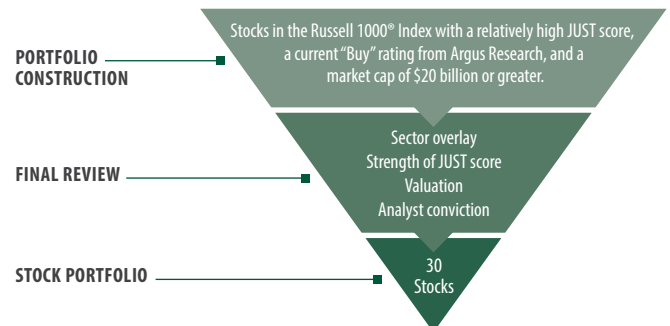 Stocks in the Russell 1000® Index with a relatively high JUST score,
a current “Buy” rating from Argus Research, and a
market cap of $20 billion or greater.
PORTFOLIO
CONSTRUCTION
Sector overlay
Strength of JUST score
Valuation
Analyst conviction
FINAL REVIEW
30
Stocks
STOCK PORTFOLIO